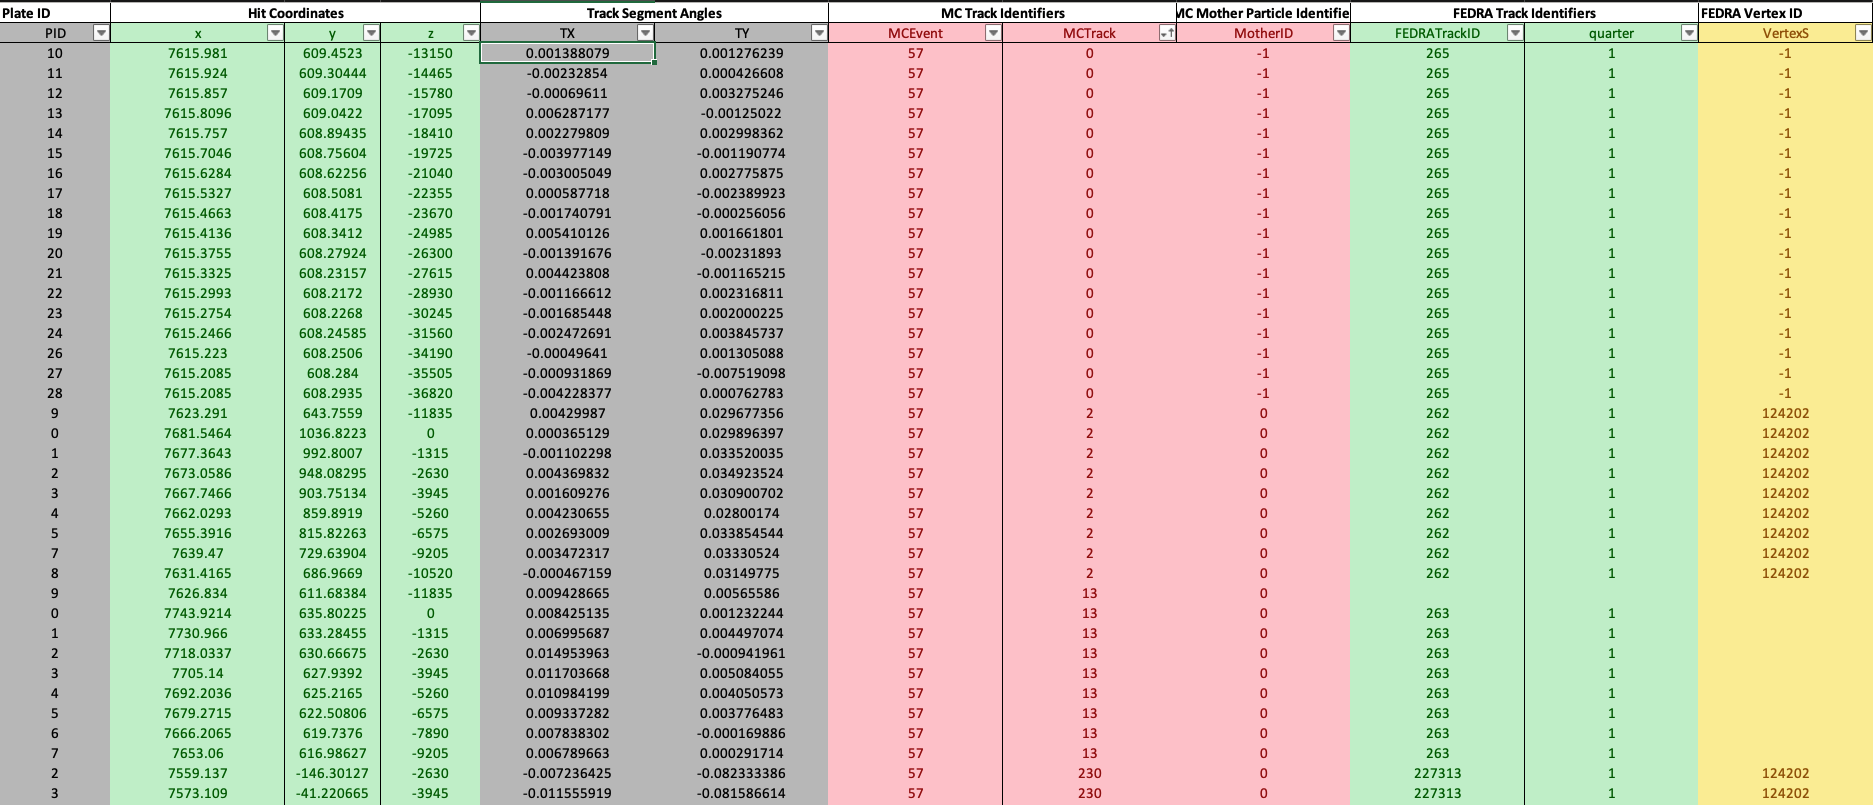 Plate ID Hit Coordinates Track Segment Angles MC Track Identifiers MC Mother Particle Identifie FEDRA Track Identifiers FEDRA Vertex ID
PID x y z TX TY MCEvent MCTrack MotherID FEDRATrackID quarter VertexS
10 7615.981 609.4523 -13150 0.001388079 0.001276239 57 0 -1 265 1 -1
11 7615.924 609.30444 -14465 -0.00232854 0.000426608 57 0 -1 265 1 -1
12 7615.857 609.1709 -15780 -0.00069611 0.003275246 57 0 -1 265 1 -1
13 7615.8096 609.0422 -17095 0.006287177 -0.00125022 57 0 -1 265 1 -1
14 7615.757 608.89435 -18410 0.002279809 0.002998362 57 0 -1 265 1 -1
15 7615.7046 608.75604 -19725 -0.003977149 -0.001190774 57 0 -1 265 1 -1
16 7615.6284 608.62256 -21040 -0.003005049 0.002775875 57 0 -1 265 1 -1
17 7615.5327 608.5081 -22355 0.000587718 -0.002389923 57 0 -1 265 1 -1
18 7615.4663 608.4175 -23670 -0.001740791 -0.000256056 57 0 -1 265 1 -1
19 7615.4136 608.3412 -24985 0.005410126 0.001661801 57 0 -1 265 1 -1
20 7615.3755 608.27924 -26300 -0.001391676 -0.00231893 57 0 -1 265 1 -1
21 7615.3325 608.23157 -27615 0.004423808 -0.001165215 57 0 -1 265 1 -1
22 7615.2993 608.2172 -28930 -0.001166612 0.002316811 57 0 -1 265 1 -1
23 7615.2754 608.2268 -30245 -0.001685448 0.002000225 57 0 -1 265 1 -1
24 7615.2466 608.24585 -31560 -0.002472691 0.003845737 57 0 -1 265 1 -1
26 7615.223 608.2506 -34190 -0.00049641 0.001305088 57 0 -1 265 1 -1
27 7615.2085 608.284 -35505 -0.000931869 -0.007519098 57 0 -1 265 1 -1
28 7615.2085 608.2935 -36820 -0.004228377 0.000762783 57 0 -1 265 1 -1
9 7623.291 643.7559 -11835 0.00429987 0.029677356 57 2 0 262 1 124202
0 7681.5464 1036.8223 0 0.000365129 0.029896397 57 2 0 262 1 124202
1 7677.3643 992.8007 -1315 -0.001102298 0.033520035 57 2 0 262 1 124202
2 7673.0586 948.08295 -2630 0.004369832 0.034923524 57 2 0 262 1 124202
3 7667.7466 903.75134 -3945 0.001609276 0.030900702 57 2 0 262 1 124202
4 7662.0293 859.8919 -5260 0.004230655 0.02800174 57 2 0 262 1 124202
5 7655.3916 815.82263 -6575 0.002693009 0.033854544 57 2 0 262 1 124202
7 7639.47 729.63904 -9205 0.003472317 0.03330524 57 2 0 262 1 124202
8 7631.4165 686.9669 -10520 -0.000467159 0.03149775 57 2 0 262 1 124202
9 7626.834 611.68384 -11835 0.009428665 0.00565586 57 13 0
0 7743.9214 635.80225 0 0.008425135 0.001232244 57 13 0 263 1
1 7730.966 633.28455 -1315 0.006995687 0.004497074 57 13 0 263 1
2 7718.0337 630.66675 -2630 0.014953963 -0.000941961 57 13 0 263 1
3 7705.14 627.9392 -3945 0.011703668 0.005084055 57 13 0 263 1
4 7692.2036 625.2165 -5260 0.010984199 0.004050573 57 13 0 263 1
5 7679.2715 622.50806 -6575 0.009337282 0.003776483 57 13 0 263 1
6 7666.2065 619.7376 -7890 0.007838302 -0.000169886 57 13 0 263 1
7 7653.06 616.98627 -9205 0.006789663 0.000291714 57 13 0 263 1
2 7559.137 -146.30127 -2630 -0.007236425 -0.082333386 57 230 0 227313 1 124202
3 7573.109 -41.220665 -3945 -0.011555919 -0.081586614 57 230 0 227313 1 124202